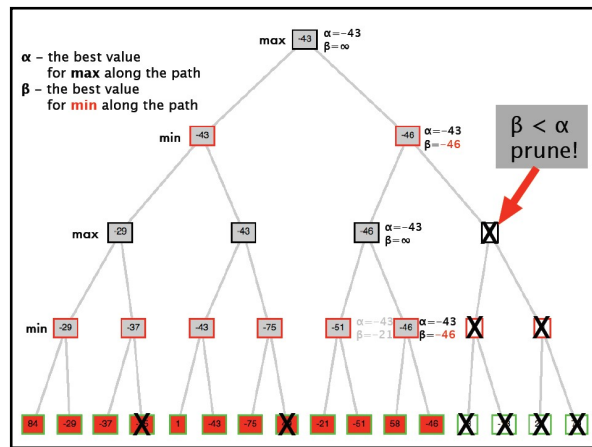 max -43 α=-43
β=∞
α - the best value
for max along the path
β - the best value
for min along the path
min -43 -46 α=-43
β=-46
β < α
prune!
max -29 -43 -46 α=-43
β=∞
X
min -29 -37 -43 -75 -51 α=-43
β=-21
-46 α=-43
β=-46
X X
84 -29 -37 X 1 -43 -75 X -21 -51 58 -46 X X X X